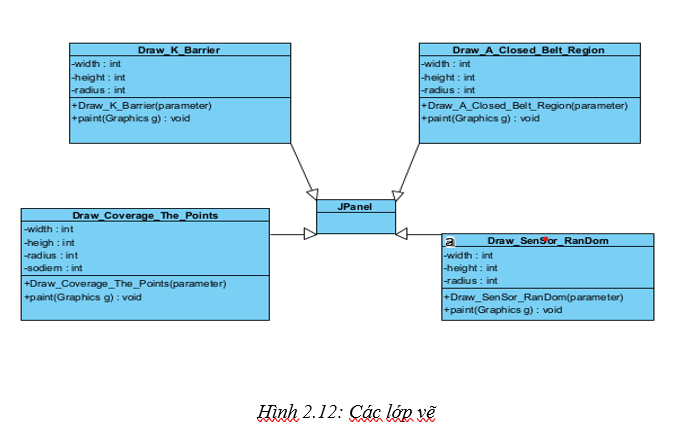 Draw_K_Barrier
-width : int
-height : int
-radius : int
+Draw_K_Barrier(parameter)
+paint(Graphics g) : void
Draw_A_Closed_Belt_Region
-width : int
-height : int
-radius : int
+Draw_A_Closed_Belt_Region(parameter)
+paint(Graphics g) : void
JPanel
Draw_Coverage_The_Points
-width : int
-heigh : int
-radius : int
-sodiem : int
+Draw_Coverage_The_Points(parameter)
+paint(Graphics g) : void
a
Draw_SenSor_RanDom
-width : int
-height : int
-radius : int
+Draw_SenSor_RanDom(parameter)
+paint(Graphics g) : void
Hình 2.12: Các lớp vẽ